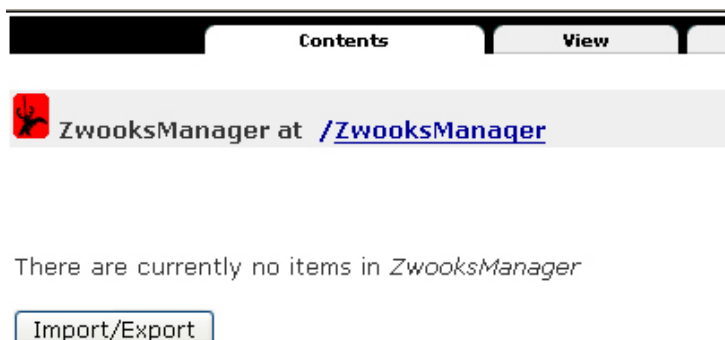 Contents View
ZwooksManager at /ZwooksManager
There are currently no items in ZwooksManager
Import/Export